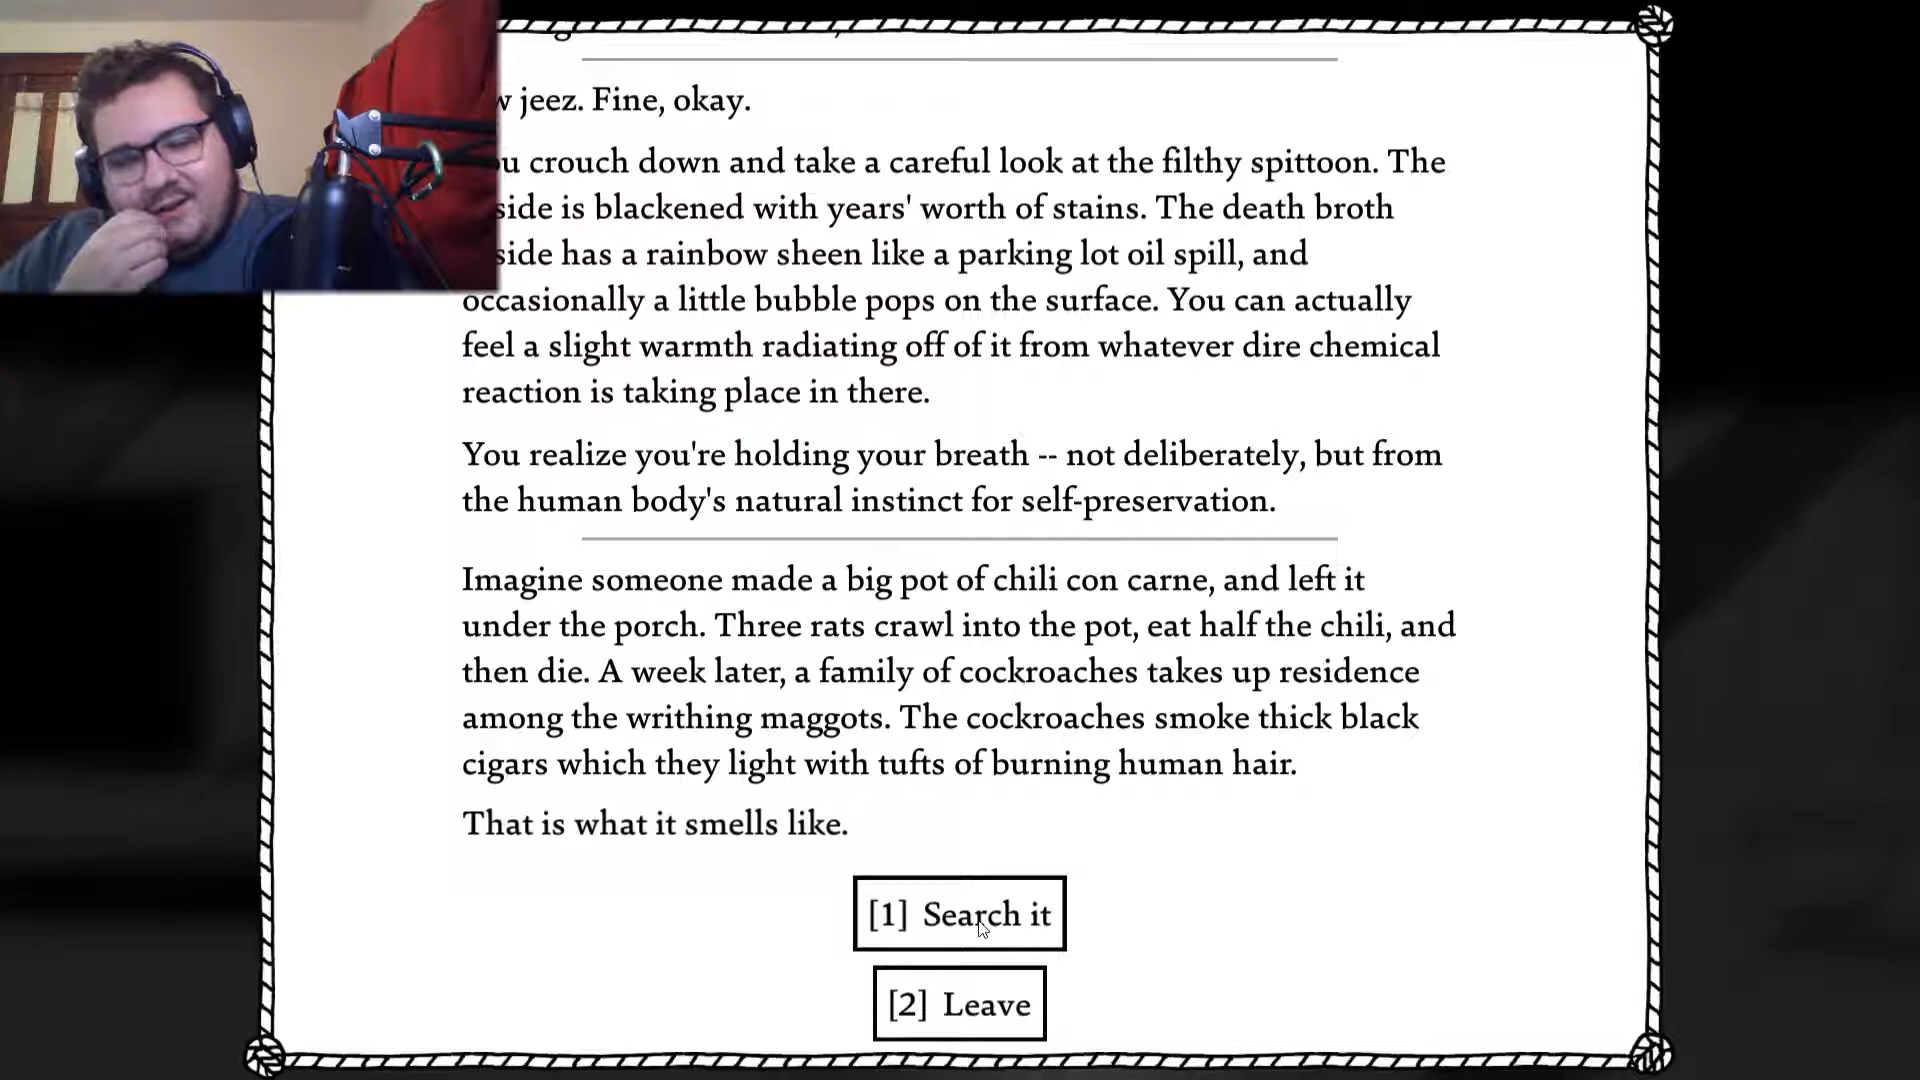 jeez. Fine, okay.
crouch down and take a careful look at the filthy spittoon. The
is blackened with years' worth of stains. The death broth
has a rainbow sheen like a parking lot oil spill, and
occasionally a little bubble pops on the surface. You can actually
feel a slight warmth radiating off of it from whatever dire chemical
reaction is taking place in there.
You realize you're holding your breath -- not deliberately, but from
the human body's natural instinct for self-preservation.
Imagine someone made a big pot of chili con carne, and left it
under the porch. Three rats crawl into the pot, eat half the chili, and
then die. A week later, a family of cockroaches takes up residence
among the writhing maggots. The cockroaches smoke thick black
cigars which they light with tufts of burning human hair.
That is what it smells like.
[1] Search it
[2] Leave